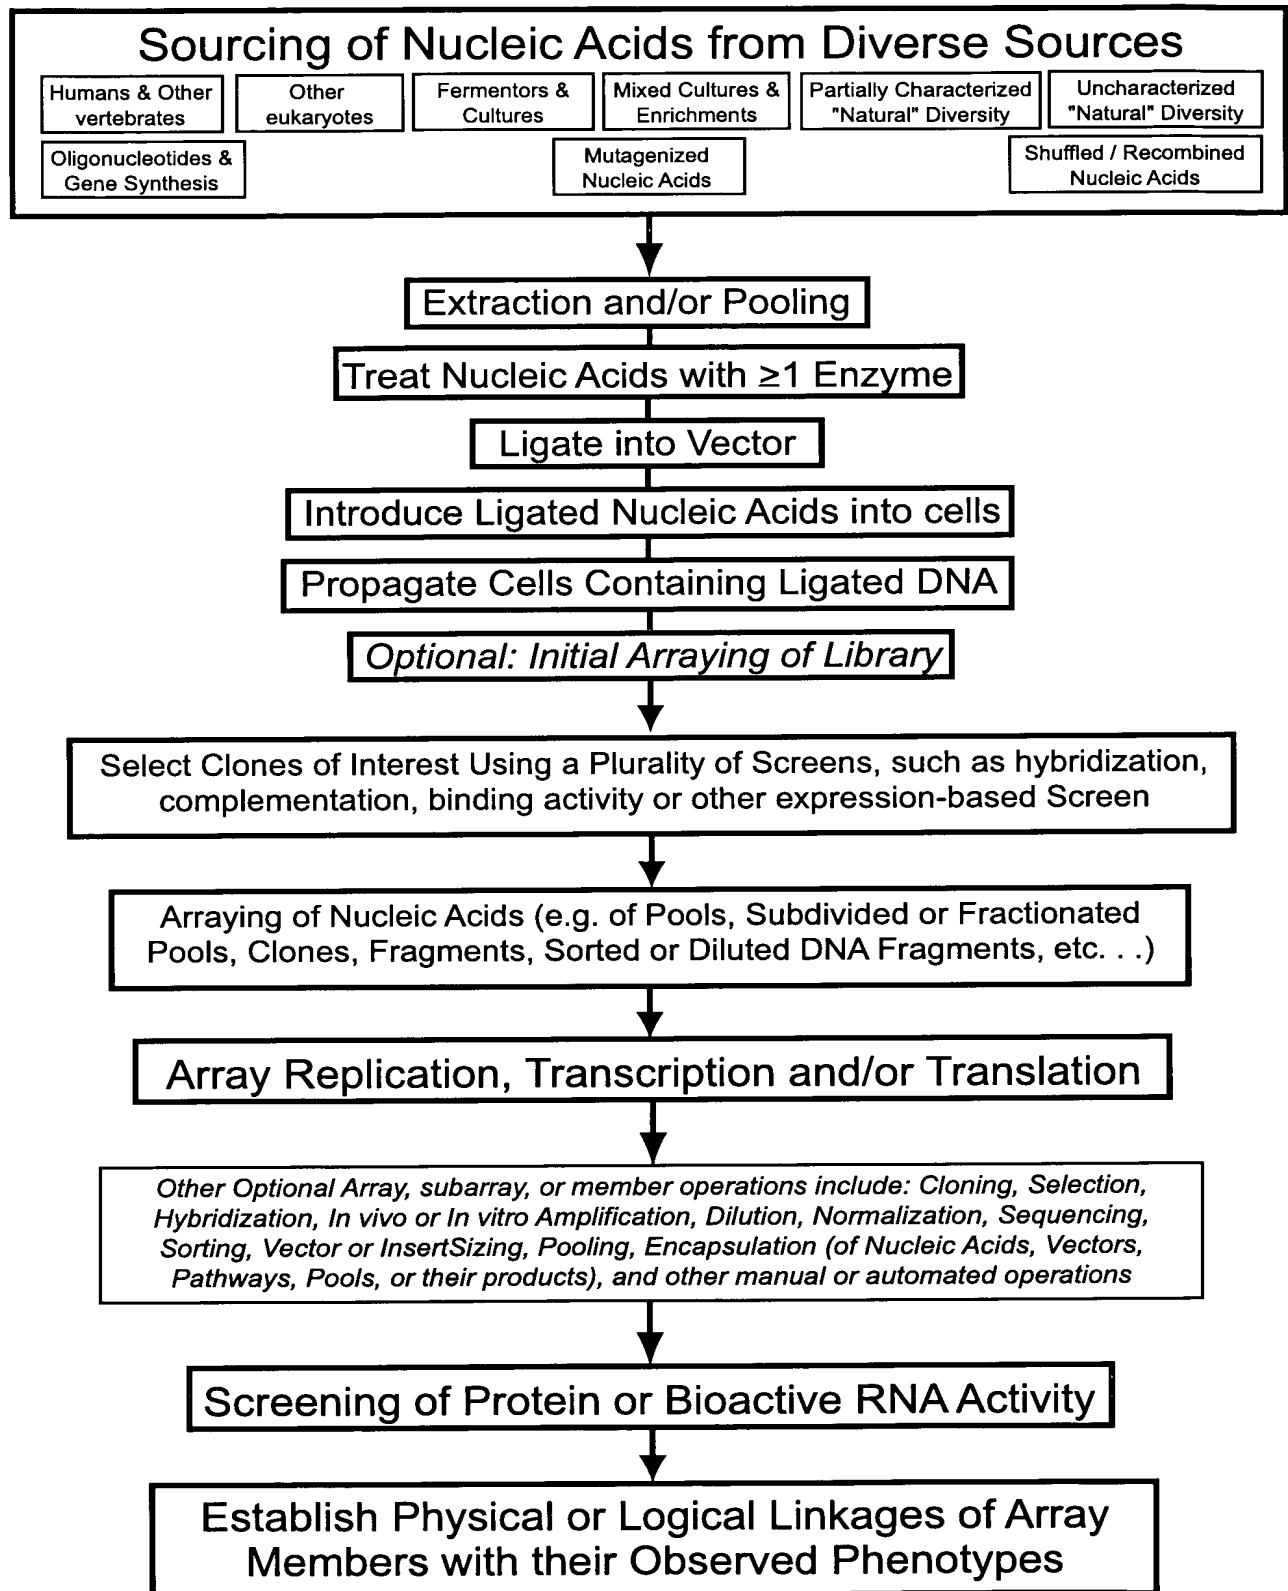 Sourcing of Nucleic Acids from Diverse Sources
Humans & Other
vertebrates
Other
eukaryotes
Fermentors &
Cultures
Mixed Cultures &
Enrichments
Partially Characterized
"Natural" Diversity
Uncharacterized
"Natural" Diversity
Oligonucleotides &
Gene Synthesis
Mutagenized
Nucleic Acids
Shuffled / Recombined
Nucleic Acids
Extraction and/or Pooling
Treat Nucleic Acids with ≥1 Enzyme
Ligate into Vector
Introduce Ligated Nucleic Acids into cells
Propagate Cells Containing Ligated DNA
Optional: Initial Arraying of Library
Select Clones of Interest Using a Plurality of Screens, such as hybridization,
complementation, binding activity or other expression-based Screen
Arraying of Nucleic Acids (e.g. of Pools, Subdivided or Fractionated
Pools, Clones, Fragments, Sorted or Diluted DNA Fragments, etc. . .)
Array Replication, Transcription and/or Translation
Other Optional Array, subarray, or member operations include: Cloning, Selection,
Hybridization, In vivo or In vitro Amplification, Dilution, Normalization, Sequencing,
Sorting, Vector or InsertSizing, Pooling, Encapsulation (of Nucleic Acids, Vectors,
Pathways, Pools, or their products), and other manual or automated operations
Screening of Protein or Bioactive RNA Activity
Establish Physical or Logical Linkages of Array
Members with their Observed Phenotypes